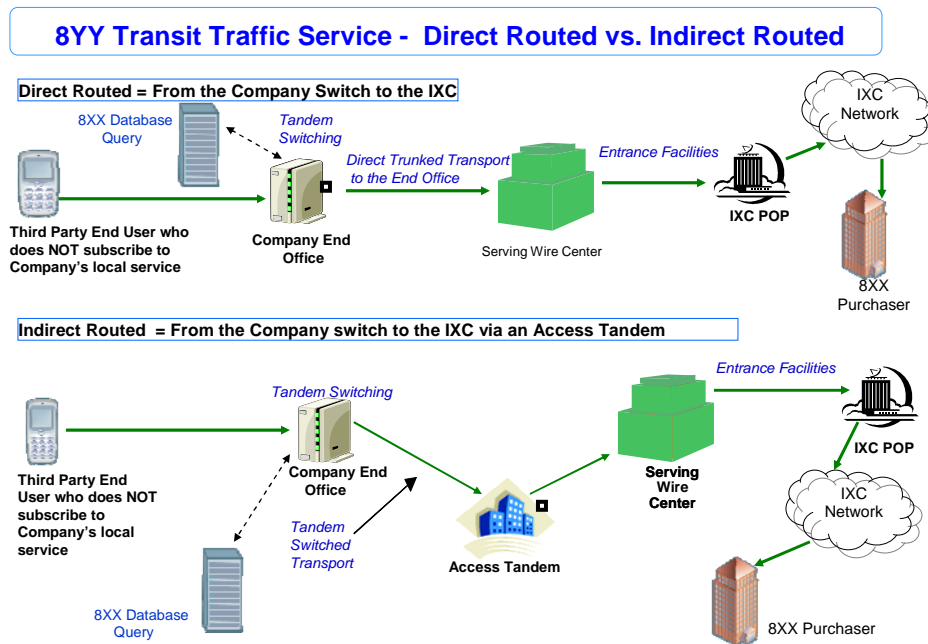 8YY Transit Traffic Service -  Direct Routed vs. Indirect Routed
Direct Routed = From the Company Switch to the IXC
8XX Database
Query
Tandem
Switching
Direct Trunked Transport
to the End Office
Entrance Facilities
IXC
Network
IXC POP
Third Party End User who
does NOT subscribe to
Company's local service
Company End
Office
Serving Wire Center
8XX
Purchaser
Indirect Routed  = From the Company switch to the IXC via an Access Tandem
Entrance Facilities
Tandem Switching
IXC POP
Company End
Office
Serving
Wire
Center
Third Party End
User who does NOT
subscribe to
Company's local
service
IXC
Network
Tandem
Switched
Transport
Access Tandem
8XX Database
Query
8XX Purchaser